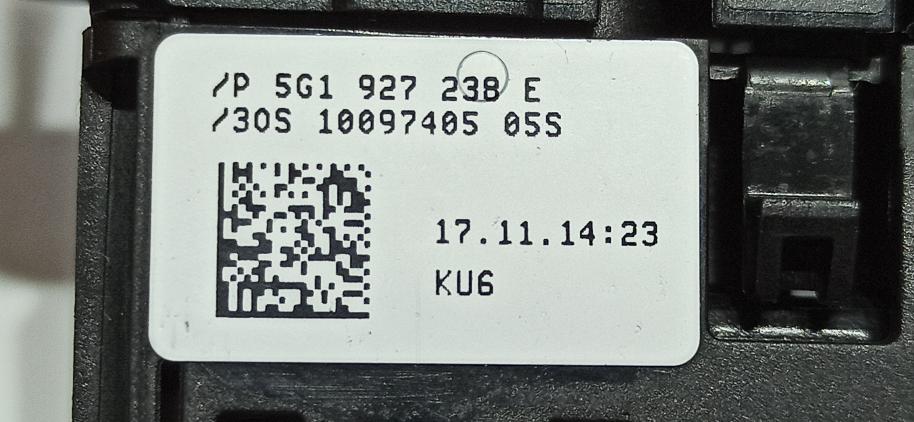 /P 5G1 927 238 E
/30S 10097405 05S
17.11.14:23
KU6